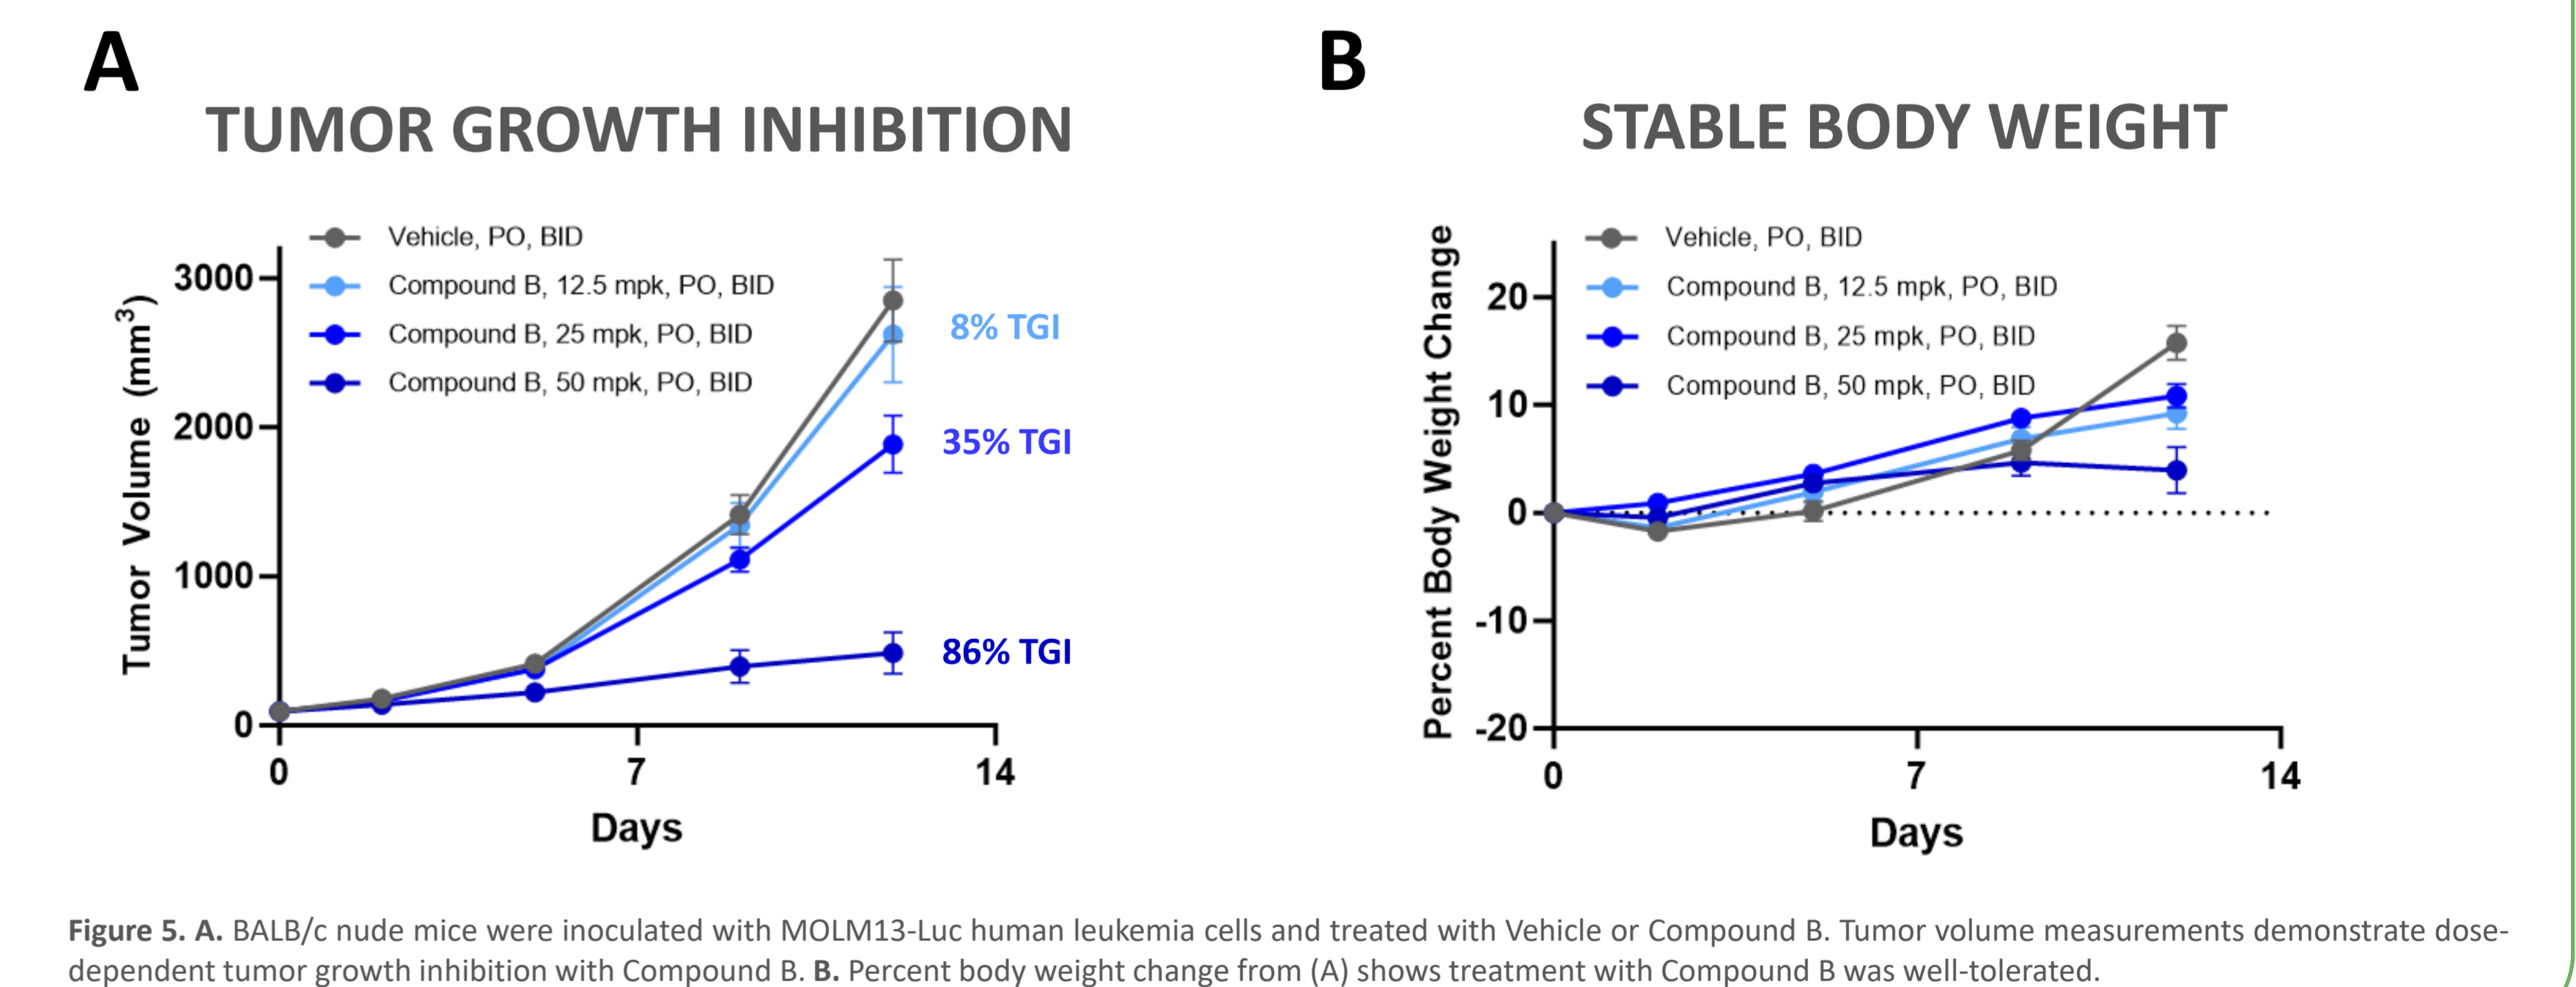 A
TUMOR GROWTH INHIBITION
Vehicle, PO, BID
Compound B, 12.5 mpk, PO, BID
Compound B, 25 mpk, PO, BID
Compound B, 50 mpk, PO, BID
Tumor Volume (mm³)
3000
2000
1000
0
8% TGI
35% TGI
86% TGI
0 7 14
Days
B
STABLE BODY WEIGHT
Vehicle, PO, BID
Compound B, 12.5 mpk, PO, BID
Compound B, 25 mpk, PO, BID
Compound B, 50 mpk, PO, BID
Percent Body Weight Change
20
10
0
-10
-20
0 7 14
Days
Figure 5. A. BALB/c nude mice were inoculated with MOLM13-Luc human leukemia cells and treated with Vehicle or Compound B. Tumor volume measurements demonstrate dose-
dependent tumor growth inhibition with Compound B. B. Percent body weight change from (A) shows treatment with Compound B was well-tolerated.